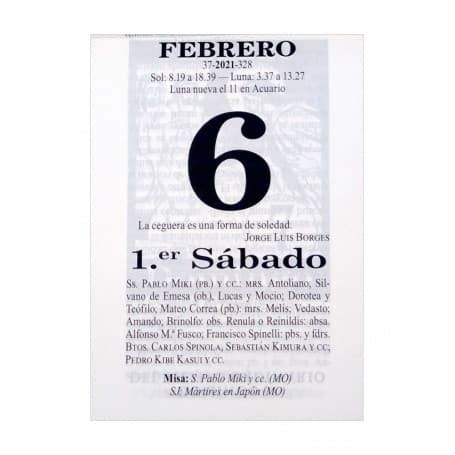 FEBRERO
37-2021-328
Sol: 8.19 a 18.39 — Luna: 3.37 a 13.27
Luna nueva el 11 en Acuario
6
La ceguera es una forma de soledad.
JORGE LUIS BORGES
1.er Sábado
Ss. PABLO MIKI (PB.) Y CC.: MRS. Antoliano, Sil-
vano de Emesa (ob.), Lucas y Mocio; Dorotea y
Teófilo; Mateo Correa (pb.): mrs. Melis; Vedasto;
Amando; Brinolfo: obs. Renula o Reinildis: absa.
Alfonso M.ª Fusco; Francisco Spinelli: pbs. y fdrs.
BTOS. CARLOS SPINOLA, SEBASTIÁN KIMURA Y CC;
PEDRO KIBE KASUI Y CC.
Misa: S. Pablo Miki y cc. (MO)
SJ: Mártires en Japón (MO)